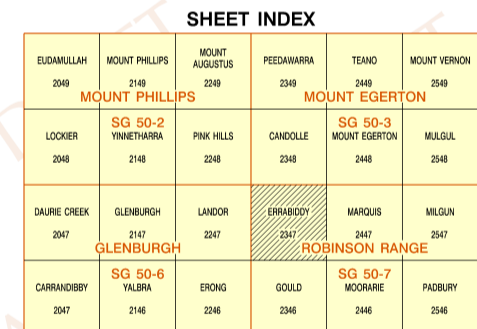 SHEET INDEX
EUDAMULLAH MOUNT PHILLIPS MOUNT AUGUSTUS PEEDAWARRA TEANO MOUNT VERNON
2049 2149 2249 2349 2449 2549
MOUNT PHILLIPS MOUNT EGERTON
SG 50-2 SG 50-3
LOCKIER YINNETHARRA PINK HILLS CANDOLLE MOUNT EGERTON MULGUL
2048 2148 2248 2348 2448 2548
DAURIE CREEK GLENBURGH LANDOR ERRABIDDY MARQUIS MILGUN
2047 2147 2247 2347 2447 2547
GLENBURGH ROBINSON RANGE
SG 50-6 SG 50-7
CARRANDIBBY YALBRA ERONG GOULD MOORARIE PADBURY
2047 2146 2246 2346 2446 2546